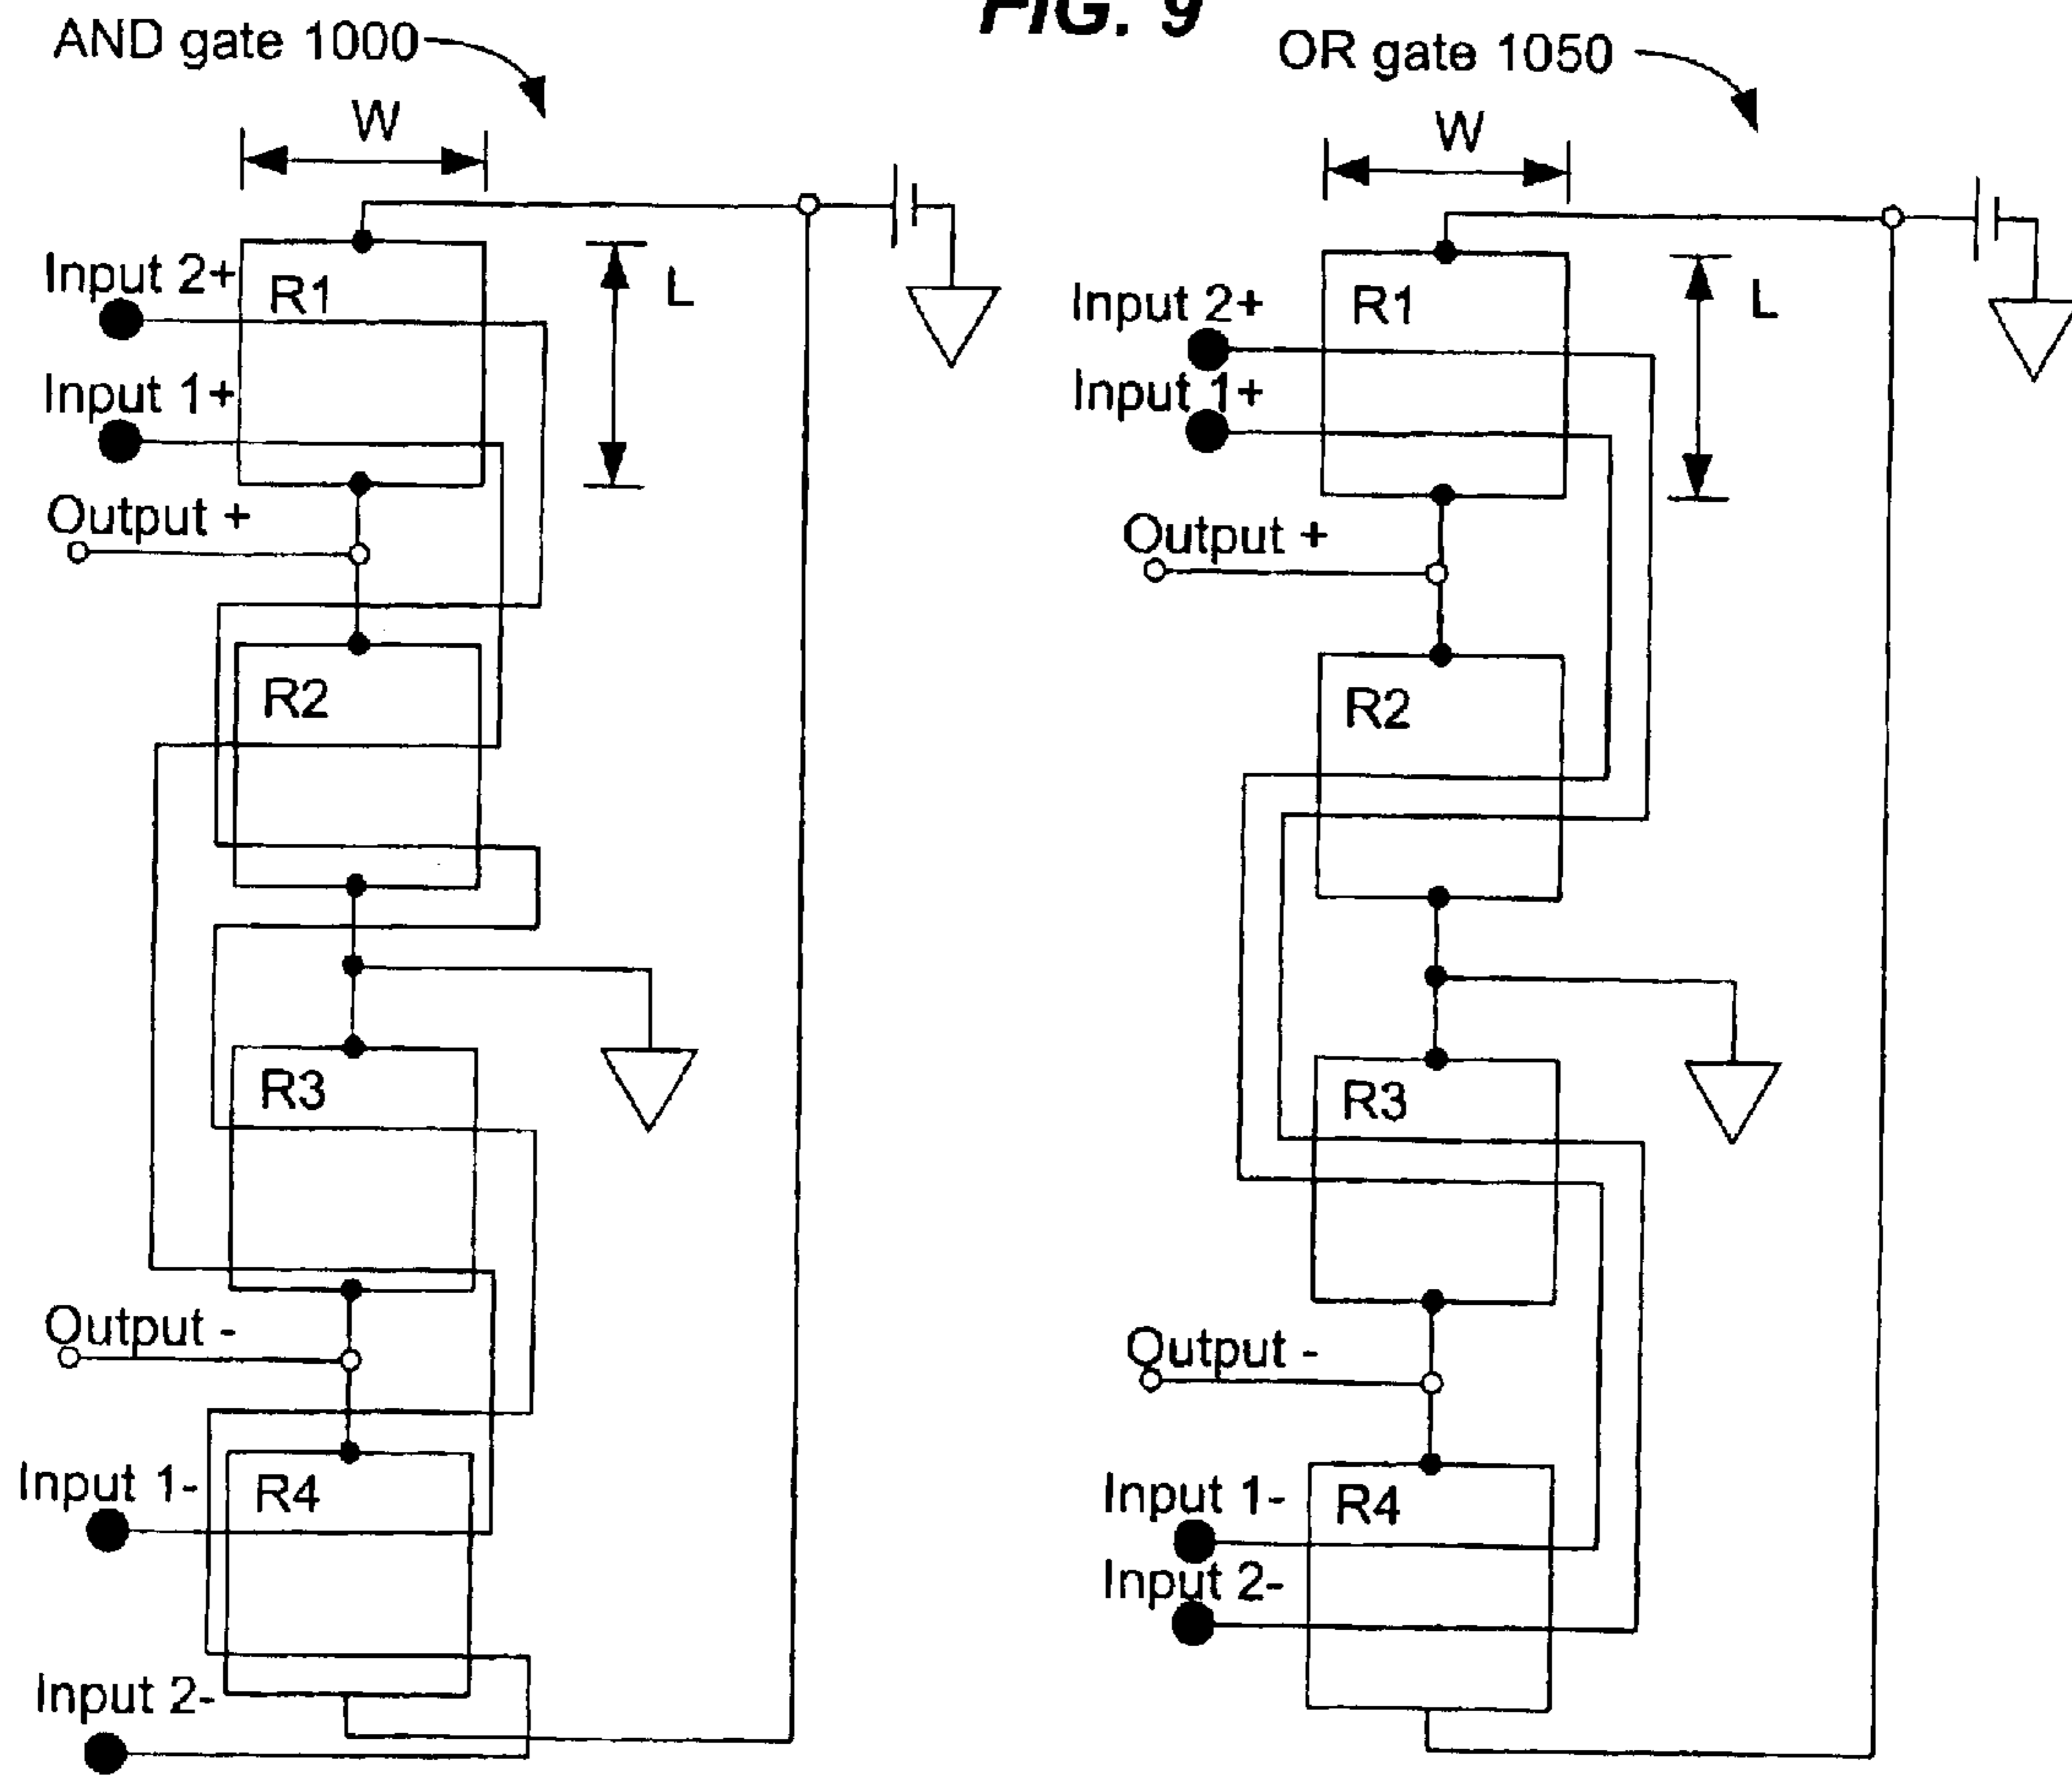 FIG. 9
AND gate 1000
W
L
Input 2+
R1
Input 1+
Output +
R2
R3
Output -
Input 1-
R4
Input 2-
OR gate 1050
W
L
Input 2+
R1
Input 1+
Output +
R2
R3
Output -
Input 1-
R4
Input 2-